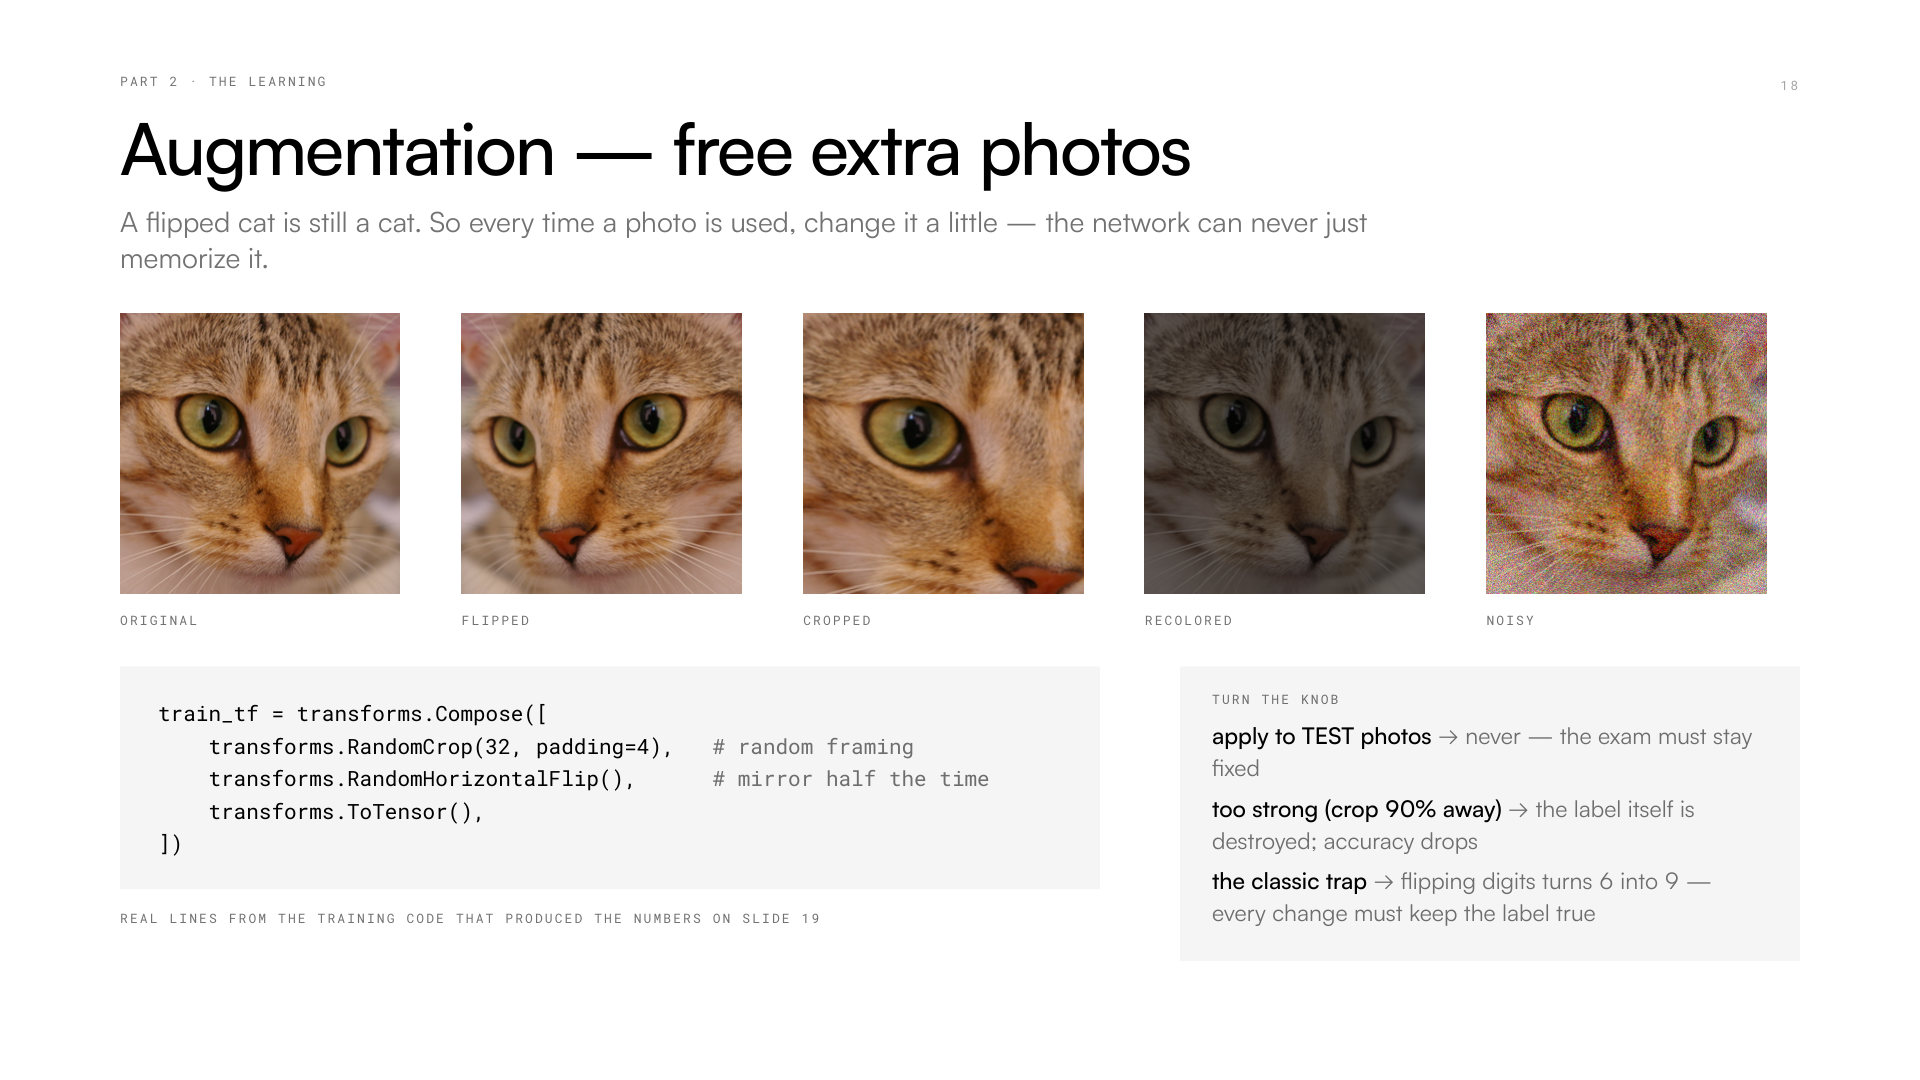 PART 2 · THE LEARNING
18
Augmentation — free extra photos
A flipped cat is still a cat. So every time a photo is used, change it a little — the network can never just
memorize it.
ORIGINAL
FLIPPED
CROPPED
RECOLORED
NOISY
train_tf = transforms.Compose([
    transforms.RandomCrop(32, padding=4),   # random framing
    transforms.RandomHorizontalFlip(),      # mirror half the time
    transforms.ToTensor(),
])
REAL LINES FROM THE TRAINING CODE THAT PRODUCED THE NUMBERS ON SLIDE 19
TURN THE KNOB
apply to TEST photos → never — the exam must stay
fixed
too strong (crop 90% away) → the label itself is
destroyed; accuracy drops
the classic trap → flipping digits turns 6 into 9 —
every change must keep the label true